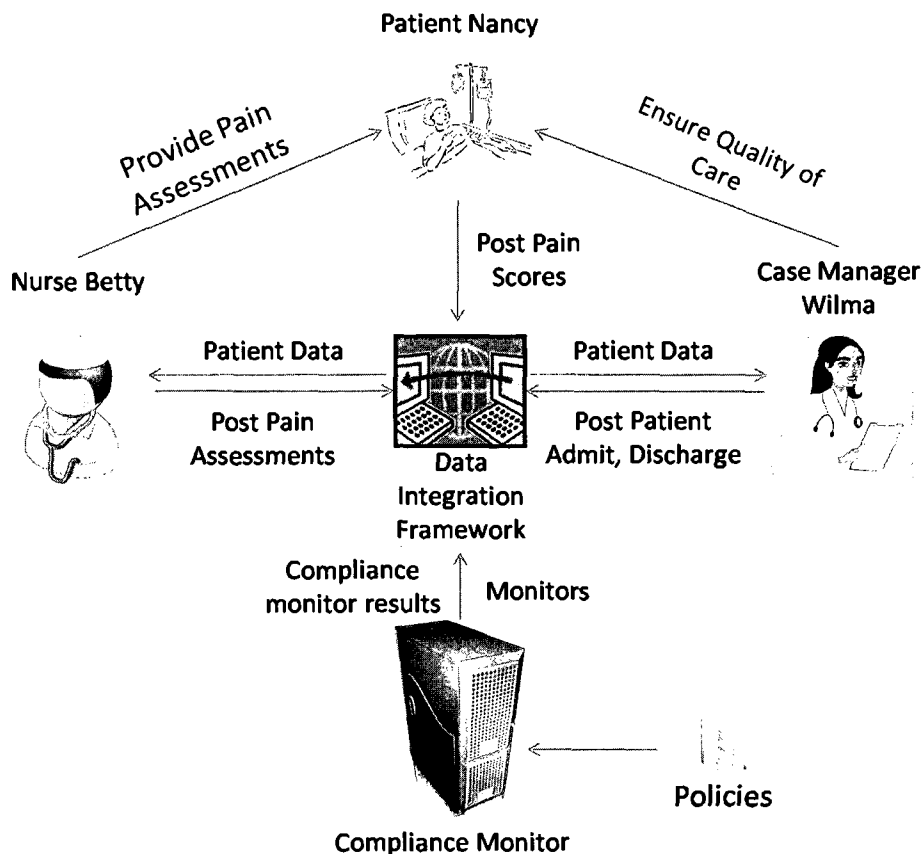 Patient Nancy
Provide Pain
Assessments
Ensure Quality of
Care
Post Pain
Scores
Nurse Betty
Case Manager
Wilma
Patient Data
Patient Data
Post Pain
Assessments
Post Patient
Admit, Discharge
Data
Integration
Framework
Compliance
monitor results
Monitors
Policies
Compliance Monitor